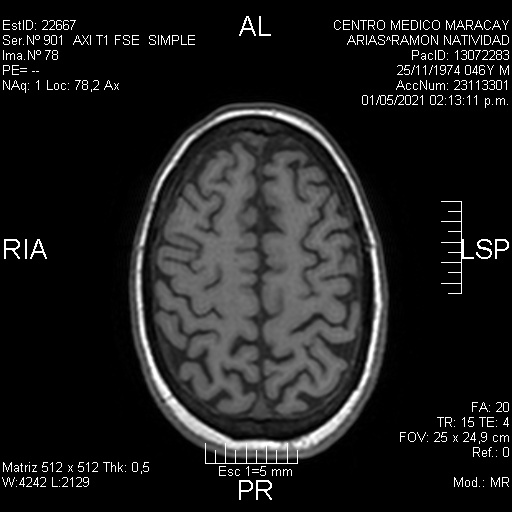 EstID: 22667
Ser.Nº 901 AXI T1 FSE SIMPLE
Ima.Nº 78
PE= --
NAq: 1 Loc: 78,2 Ax
AL
CENTRO MEDICO MARACAY
ARIAS^RAMON NATIVIDAD
PacID: 13072283
25/11/1974 046Y M
AccNum: 23113301
01/05/2021 02:13:11 p.m.
RIA
LSP
FA: 20
TR: 15 TE: 4
FOV: 25 x 24,9 cm
Ref.: 0
Mod.: MR
Matriz 512 x 512 Thk: 0,5
W:4242 L:2129
Esc 1=5 mm
PR